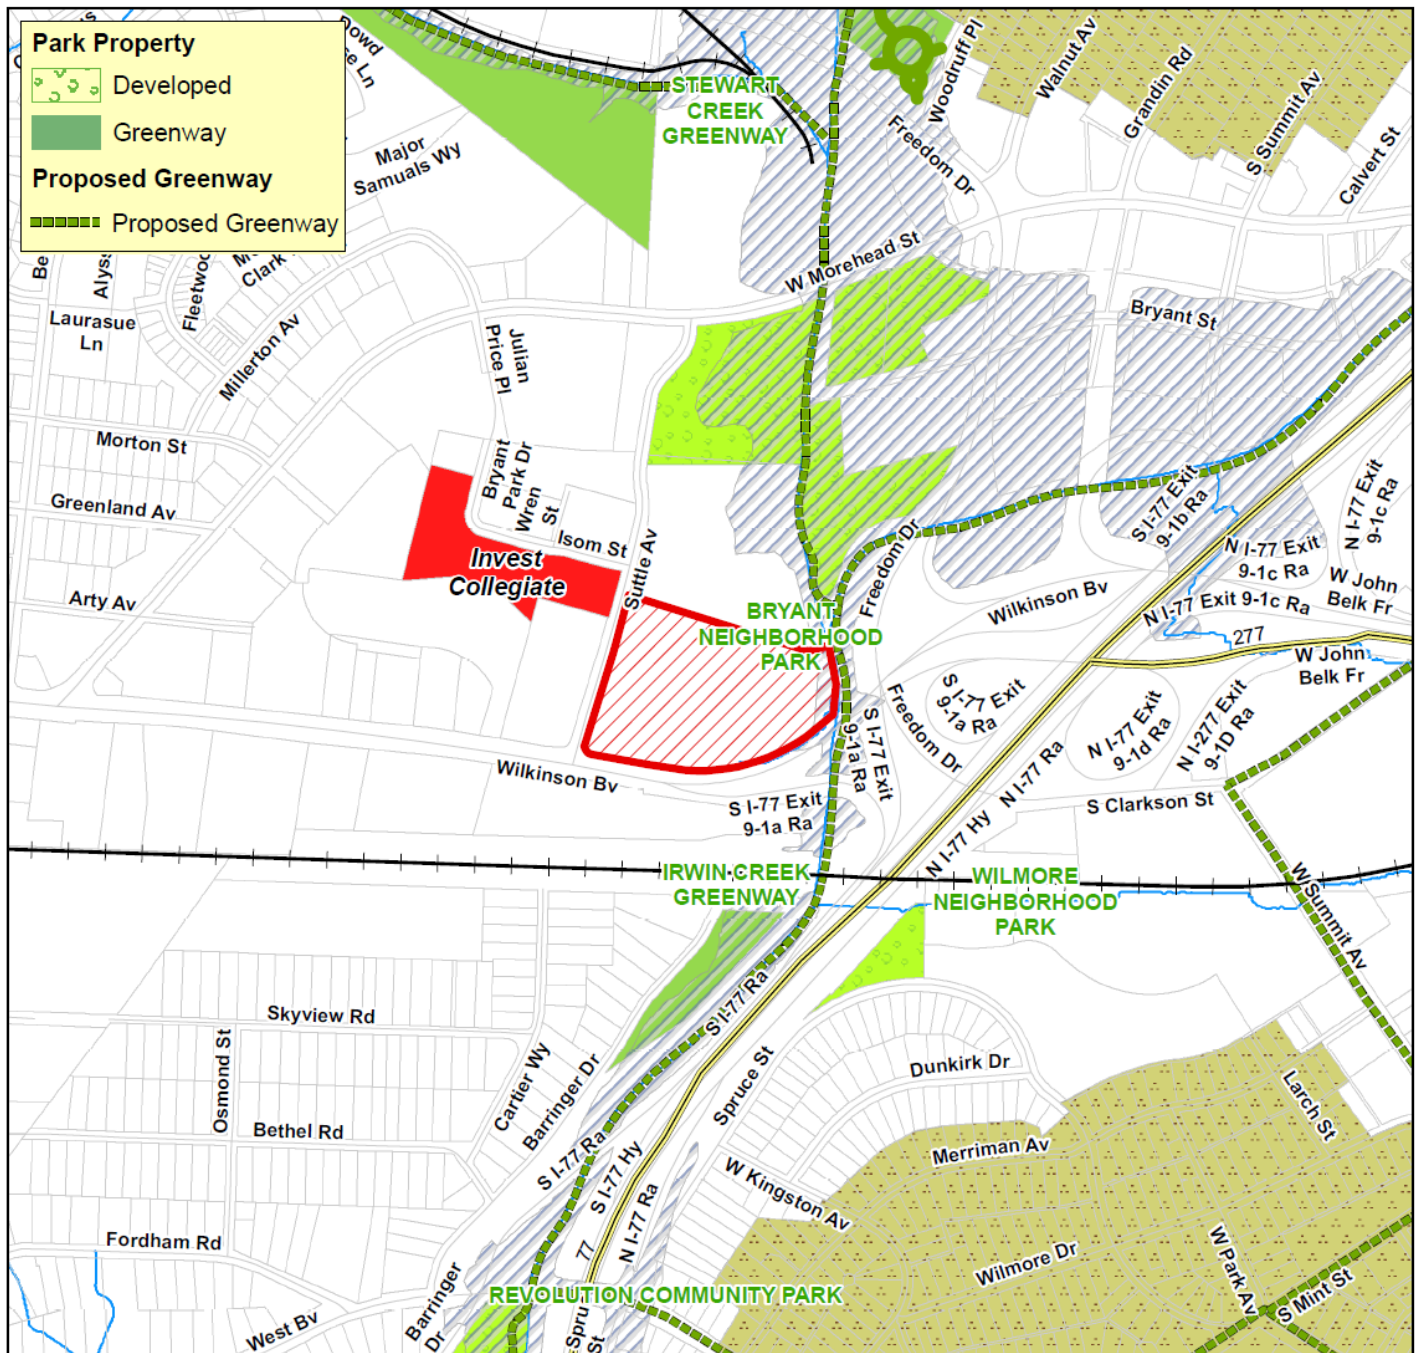 Park Property
Developed
Greenway
Proposed Greenway
Proposed Greenway
Dowd
Major
Samuals Wy
STEWART
CREEK
GREENWAY
Woodruff Pl
Walnut Av
Grandin Rd
S Summit Av
Calvert St
Freedom Dr
W Morehead St
Bryant St
Be
Alys
Fleetwoo
Clark
Laurasue
Ln
Millerton Av
Julian
Price Pl
Morton St
Greenland Av
Bryant
Park Dr
Wren
St
Isom St
Suttle Av
Invest
Collegiate
Arty Av
Freedom Dr
BRYANT
NEIGHBORHOOD
PARK
S I-77 Exit
9-1b Ra
N I-77 Exit
9-1c Ra
N I-77 Exit
9-1c Ra
W John
Belk Fr
Wilkinson Bv
N I-77 Exit 9-1c Ra
277
W John
Belk Fr
S I-77 Exit
9-1a Ra
Freedom Dr
S I-77 Exit
9-1a Ra
N I-77 Exit
9-1d Ra
N I-277 Exit
9-1D Ra
Wilkinson Bv
N I-77 Ra
S Clarkson St
S I-77 Exit
9-1a Ra
N I-77 Hy
IRWIN CREEK
GREENWAY
WILMORE
NEIGHBORHOOD
PARK
W Summit Av
S I-77 Ra
Skyview Rd
Osmond St
Cartier Wy
Barringer Dr
Spruce St
Dunkirk Dr
Larch St
Bethel Rd
Merriman Av
S I-77 Ra
S I-77 Hy
N I-77 Ra
W Kingston Av
77
Fordham Rd
Wilmore Dr
W Park Av
S Mint St
REVOLUTION COMMUNITY PARK
West Bv
Barringer
Dr
Spru
St